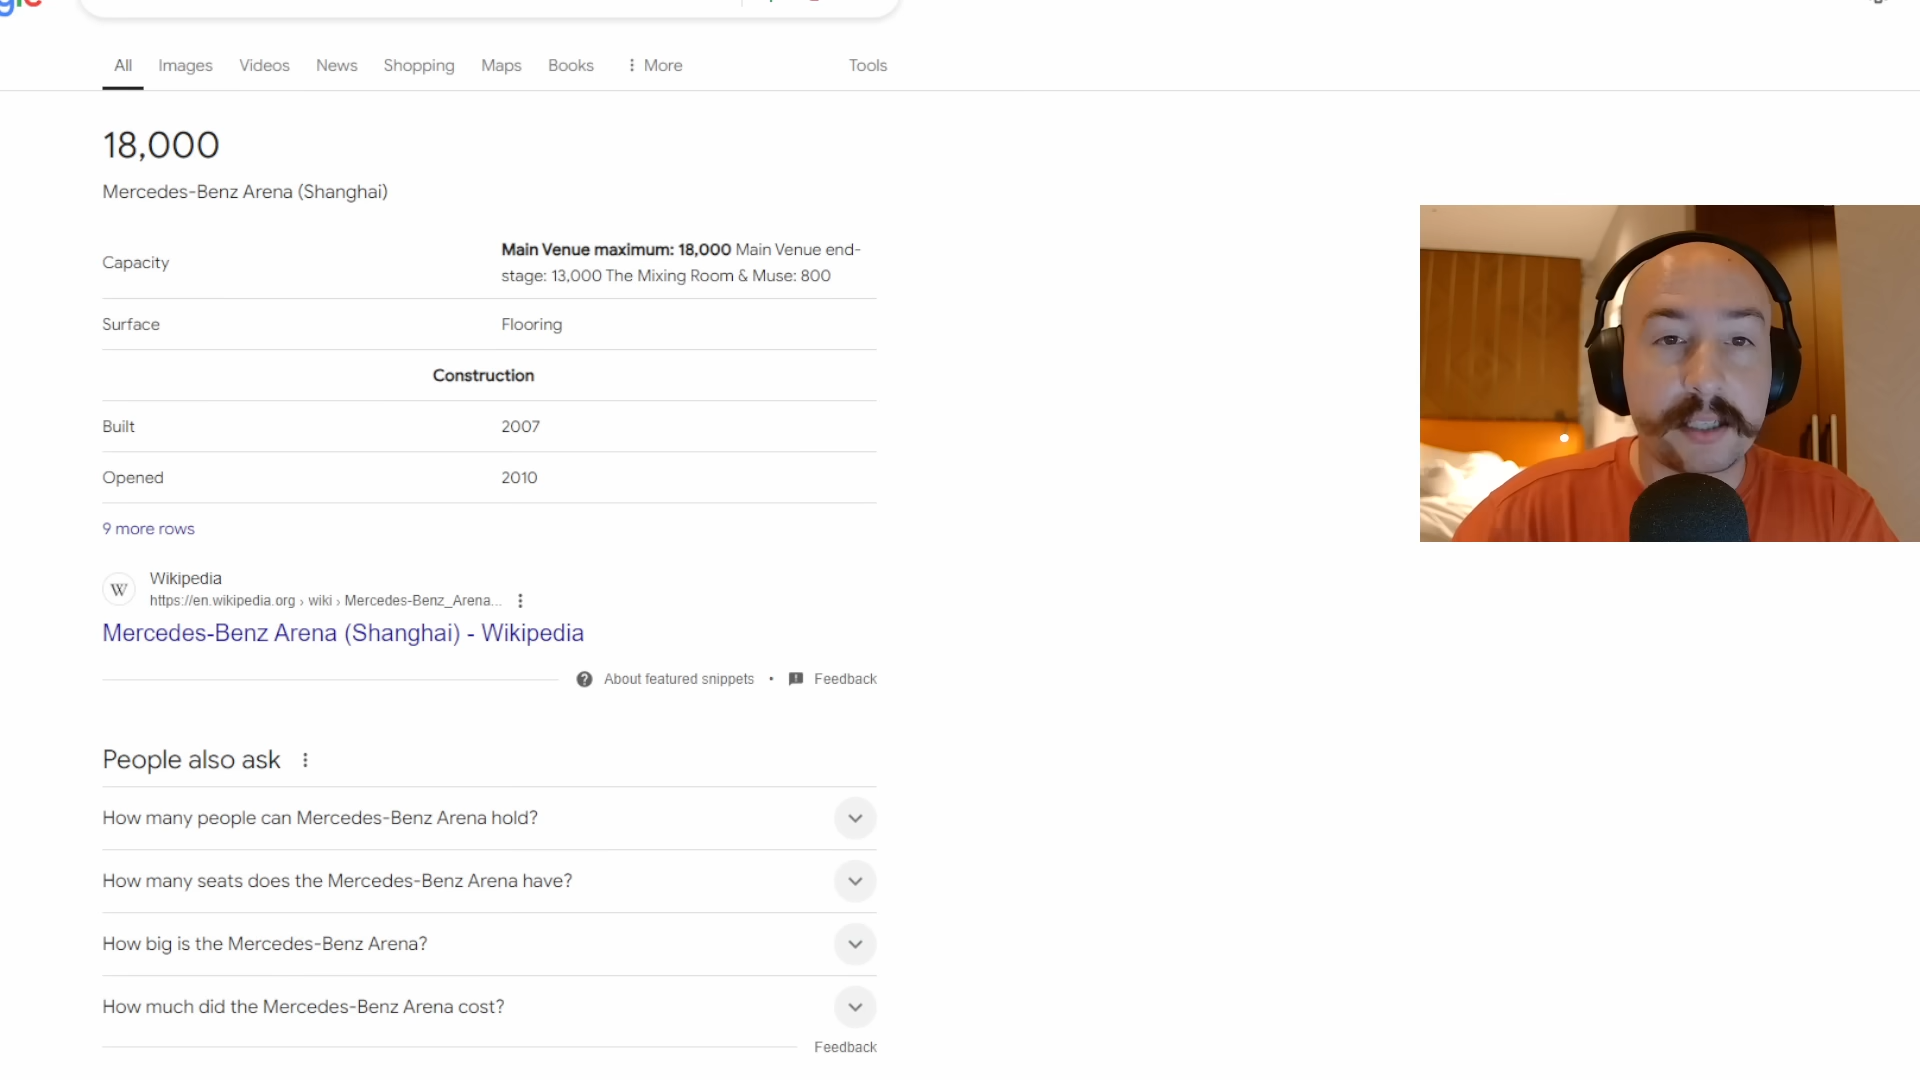 All Images Videos News Shopping Maps Books More Tools
18,000
Mercedes-Benz Arena (Shanghai)
Capacity
Main Venue maximum: 18,000 Main Venue end-
stage: 13,000 The Mixing Room & Muse: 800
Surface Flooring
Construction
Built 2007
Opened 2010
9 more rows
W
Wikipedia
https://en.wikipedia.org › wiki › Mercedes-Benz_Arena...
Mercedes-Benz Arena (Shanghai) - Wikipedia
About featured snippets • Feedback
People also ask
How many people can Mercedes-Benz Arena hold?
How many seats does the Mercedes-Benz Arena have?
How big is the Mercedes-Benz Arena?
How much did the Mercedes-Benz Arena cost?
Feedback